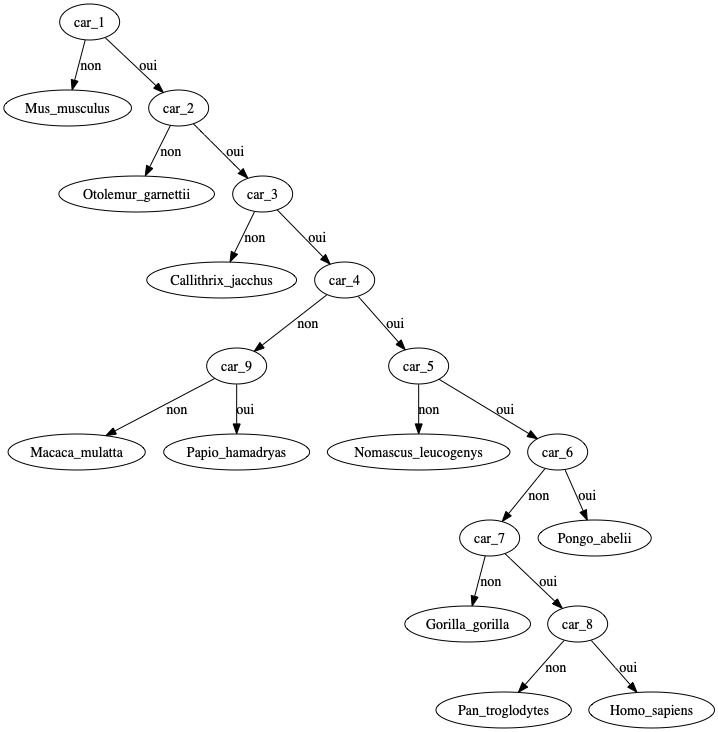 car_1
non
oui
Mus_musculus
car_2
non
oui
Otolemur_garnettii
car_3
non
oui
Callithrix_jacchus
car_4
non
oui
car_9
car_5
non
oui
non
oui
Macaca_mulatta
Papio_hamadryas
Nomascus_leucogenys
car_6
non
oui
car_7
Pongo_abelii
non
oui
Gorilla_gorilla
car_8
non
oui
Pan_troglodytes
Homo_sapiens